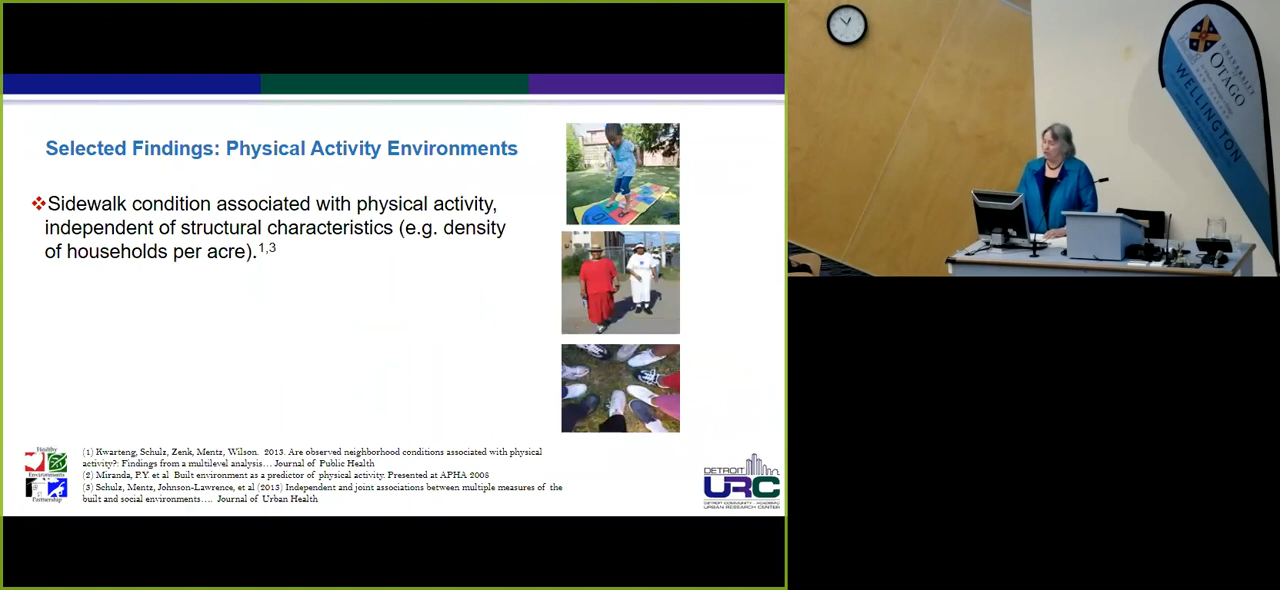 Selected Findings: Physical Activity Environments
❖Sidewalk condition associated with physical activity,
independent of structural characteristics (e.g. density
of households per acre).1,3
Healthy
Environments
Partnership
(1) Kwarteng, Schulz, Zenk, Mentz, Wilson. 2013. Are observed neighborhood conditions associated with physical
activity?: Findings from a multilevel analysis… Journal of Public Health
(2) Miranda, P.Y. et al Built environment as a predictor of physical activity. Presented at APHA 2008
(3) Schulz, Mentz, Johnson-Lawrence, et al (2013) Independent and joint associations between multiple measures of the
built and social environments…. Journal of Urban Health
DETROIT
URC
DETROIT COMMUNITY - ACADEMIC
URBAN RESEARCH CENTER
UNIVERSITY
OF
OTAGO
WELLINGTON